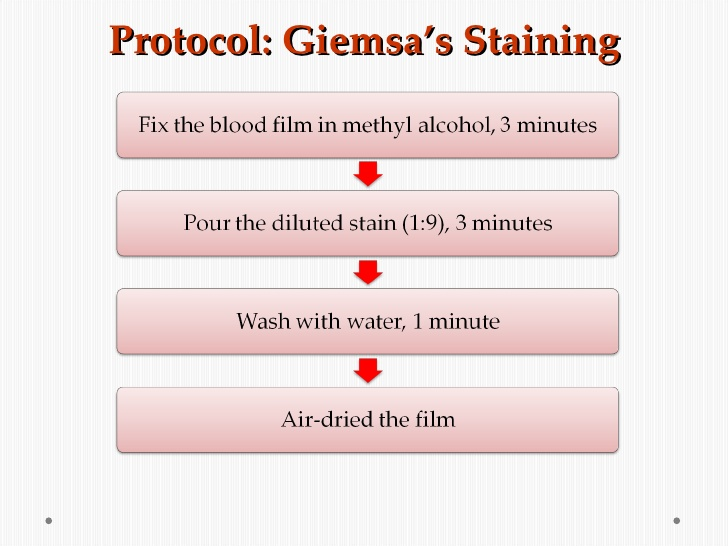 Protocol: Giemsa’s Staining
Fix the blood film in methyl alcohol, 3 minutes
Pour the diluted stain (1:9), 3 minutes
Wash with water, 1 minute
Air-dried the film